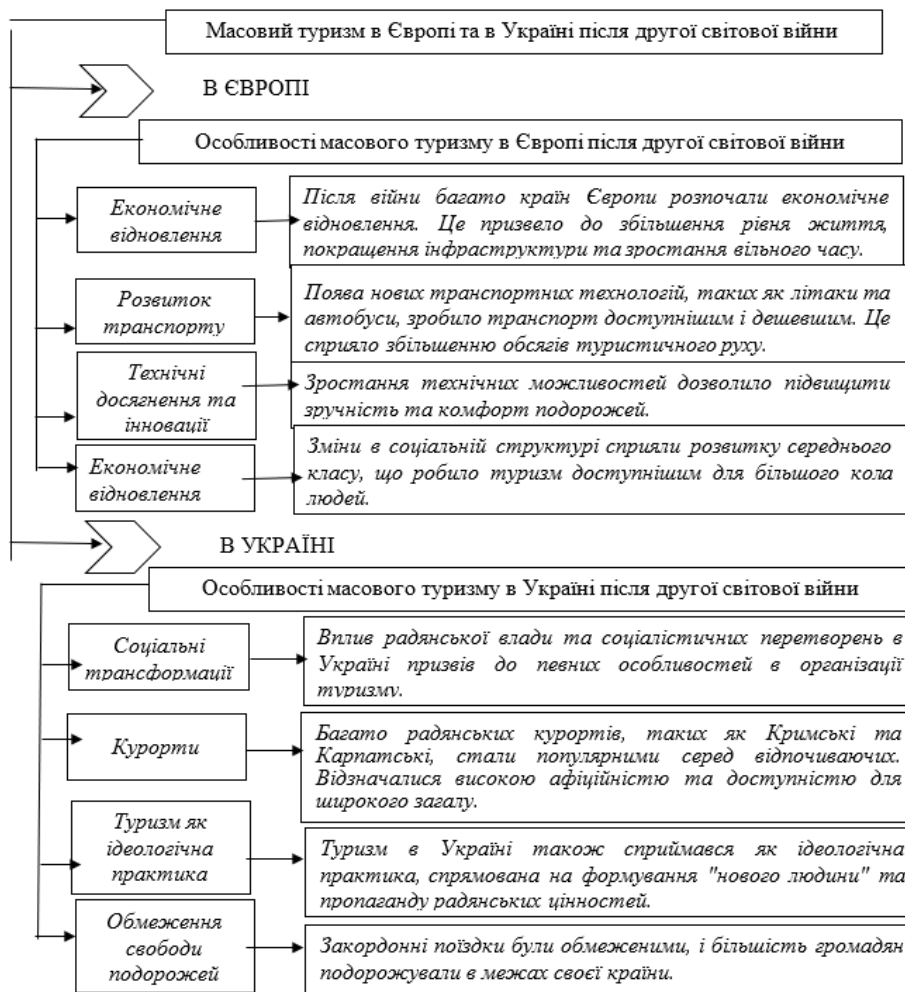 Масовий туризм в Європі та в Україні після другої світової війни
В ЄВРОПІ
Особливості масового туризму в Європі після другої світової війни
Економічне
відновлення
Після війни багато країн Європи розпочали економічне
відновлення. Це призвело до збільшення рівня життя,
покращення інфраструктури та зростання вільного часу.
Розвиток
транспорту
Поява нових транспортних технологій, таких як літаки та
автобуси, зробило транспорт доступнішим і дешевшим. Це
сприяло збільшенню обсягів туристичного руху.
Технічні
досягнення та
інновації
Зростання технічних можливостей дозволило підвищити
зручність та комфорт подорожей.
Економічне
відновлення
Зміни в соціальній структурі сприяли розвитку середнього
класу, що робило туризм доступнішим для більшого кола
людей.
В УКРАЇНІ
Особливості масового туризму в Україні після другої світової війни
Соціальні
трансформації
Вплив радянської влади та соціалістичних перетворень в
Україні призвів до певних особливостей в організації
туризму.
Курорти
Багато радянських курортів, таких як Кримські та
Карпатські, стали популярними серед відпочиваючих.
Відзначалися високою афіційністю та доступністю для
широкого загалу.
Туризм як
ідеологічна
практика
Туризм в Україні також сприймався як ідеологічна
практика, спрямована на формування "нового людини" та
пропаганду радянських цінностей.
Обмеження
свободи
подорожей
Закордонні поїздки були обмеженими, і більшість громадян
подорожували в межах своєї країни.